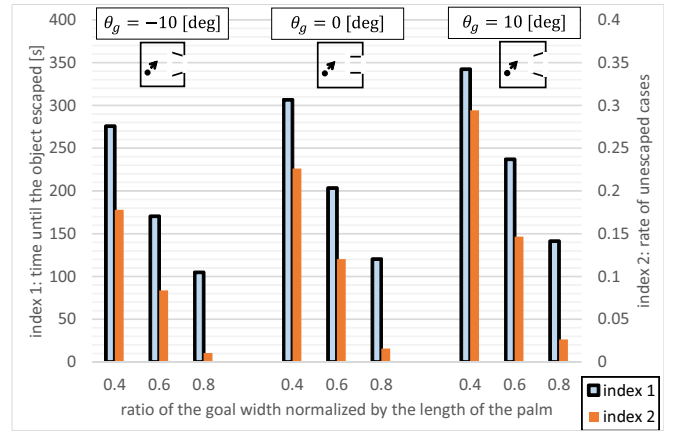 θ_g = −10 [deg]
θ_g = 0 [deg]
θ_g = 10 [deg]
index 1: time until the object escaped [s]
400
350
300
250
200
150
100
50
0
0.4
0.35
0.3
0.25
0.2
0.15
0.1
0.05
0
index 2: rate of unescaped cases
0.4 0.6 0.8 0.4 0.6 0.8 0.4 0.6 0.8
ratio of the goal width normalized by the length of the palm
index 1
index 2